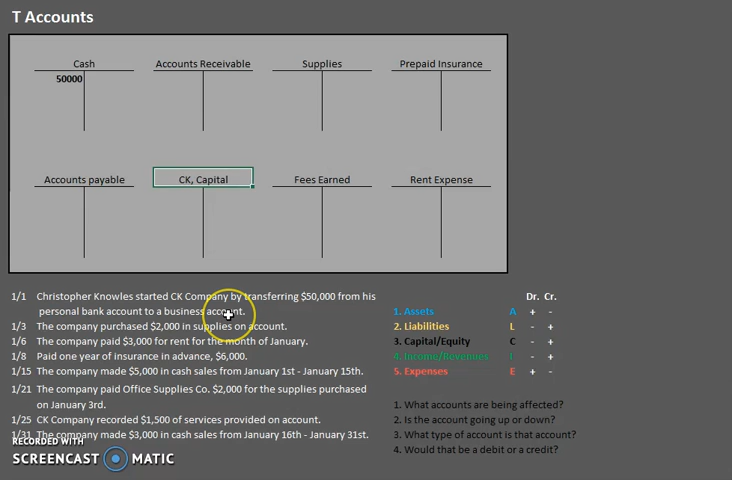 T Accounts
Cash Accounts Receivable Supplies Prepaid Insurance
50000
Accounts payable CK, Capital Fees Earned Rent Expense
1/1 Christopher Knowles started CK Company by transferring $50,000 from his
personal bank account to a business account.
1/3 The company purchased $2,000 in supplies on account.
1/6 The company paid $3,000 for rent for the month of January.
1/8 Paid one year of insurance in advance, $6,000.
1/15 The company made $5,000 in cash sales from January 1st - January 15th.
1/21 The company paid Office Supplies Co. $2,000 for the supplies purchased
on January 3rd.
1/25 CK Company recorded $1,500 of services provided on account.
1/31 The company made $3,000 in cash sales from January 16th - January 31st.
Dr. Cr.
1. Assets A + -
2. Liabilities L - +
3. Capital/Equity C - +
4. Income/Revenues I - +
5. Expenses E + -
1. What accounts are being affected?
2. Is the account going up or down?
3. What type of account is that account?
4. Would that be a debit or a credit?
RECORDED WITH
SCREENCAST MATIC